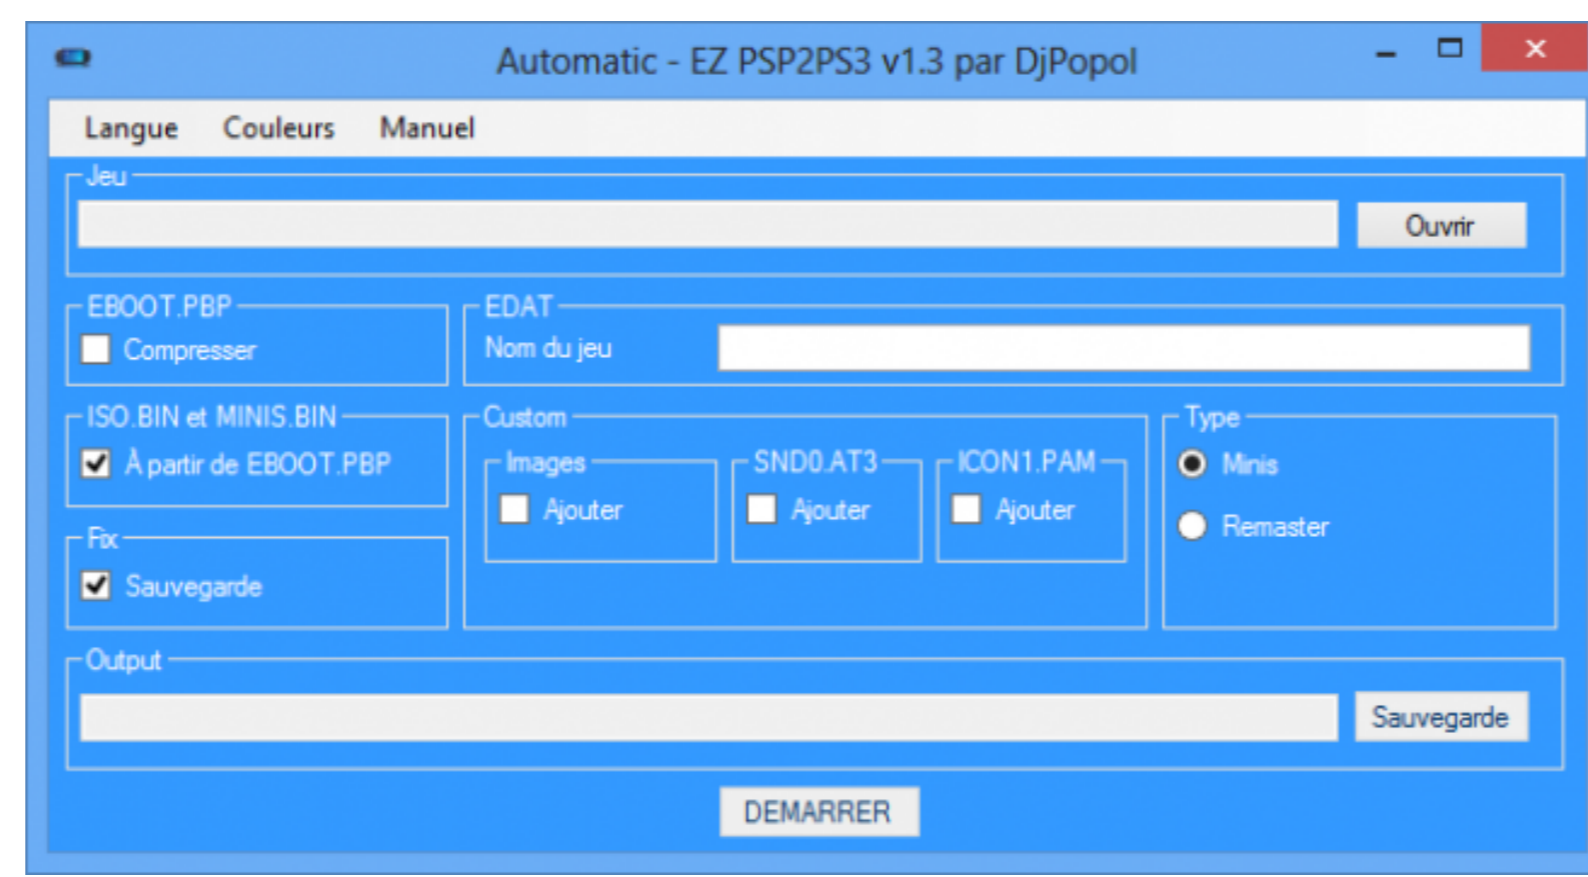 Automatic - EZ PSP2PS3 v1.3 par DjPopol
Langue Couleurs Manuel
Jeu
Ouvrir
EBOOT.PBP
Compresser
EDAT
Nom du jeu
ISO.BIN et MINIS.BIN
À partir de EBOOT.PBP
Fix
Sauvegarde
Custom
Images
Ajouter
SND0.AT3
Ajouter
ICON1.PAM
Ajouter
Type
Minis
Remaster
Output
Sauvegarde
DEMARRER